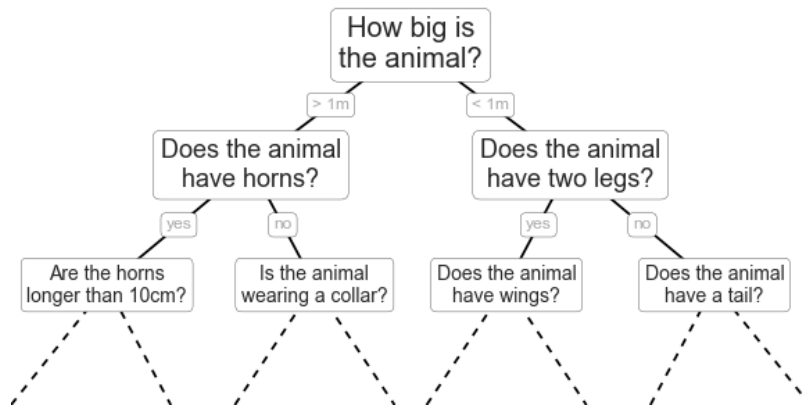 How big is
the animal?
> 1m
< 1m
Does the animal
have horns?
Does the animal
have two legs?
yes
no
yes
no
Are the horns
longer than 10cm?
Is the animal
wearing a collar?
Does the animal
have wings?
Does the animal
have a tail?